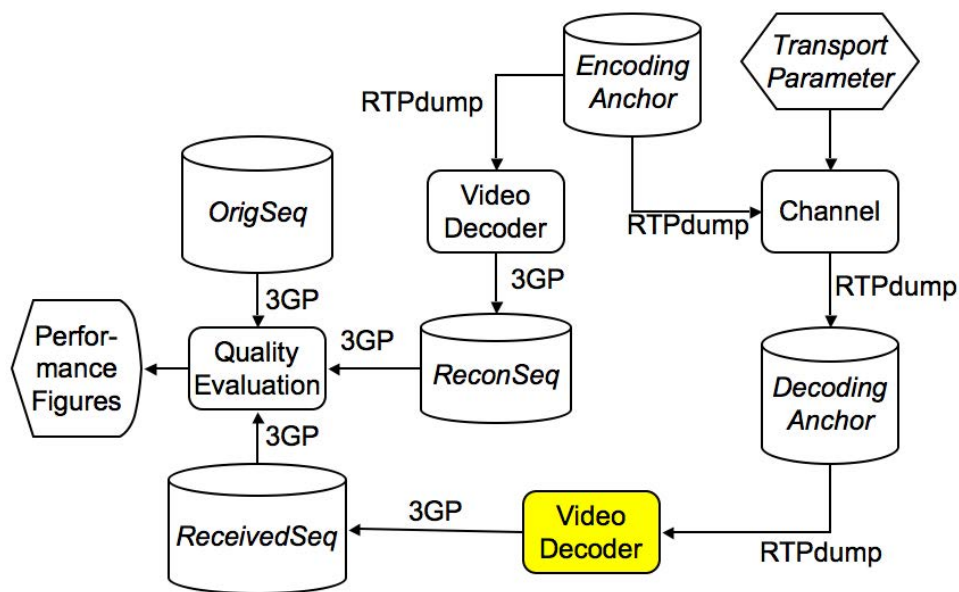 Encoding
Anchor
Transport
Parameter
RTPdump
OrigSeq
Video
Decoder
RTPdump
Channel
3GP
3GP
RTPdump
Perfor-
mance
Figures
Quality
Evaluation
3GP
ReconSeq
Decoding
Anchor
3GP
ReceivedSeq
3GP
Video
Decoder
RTPdump